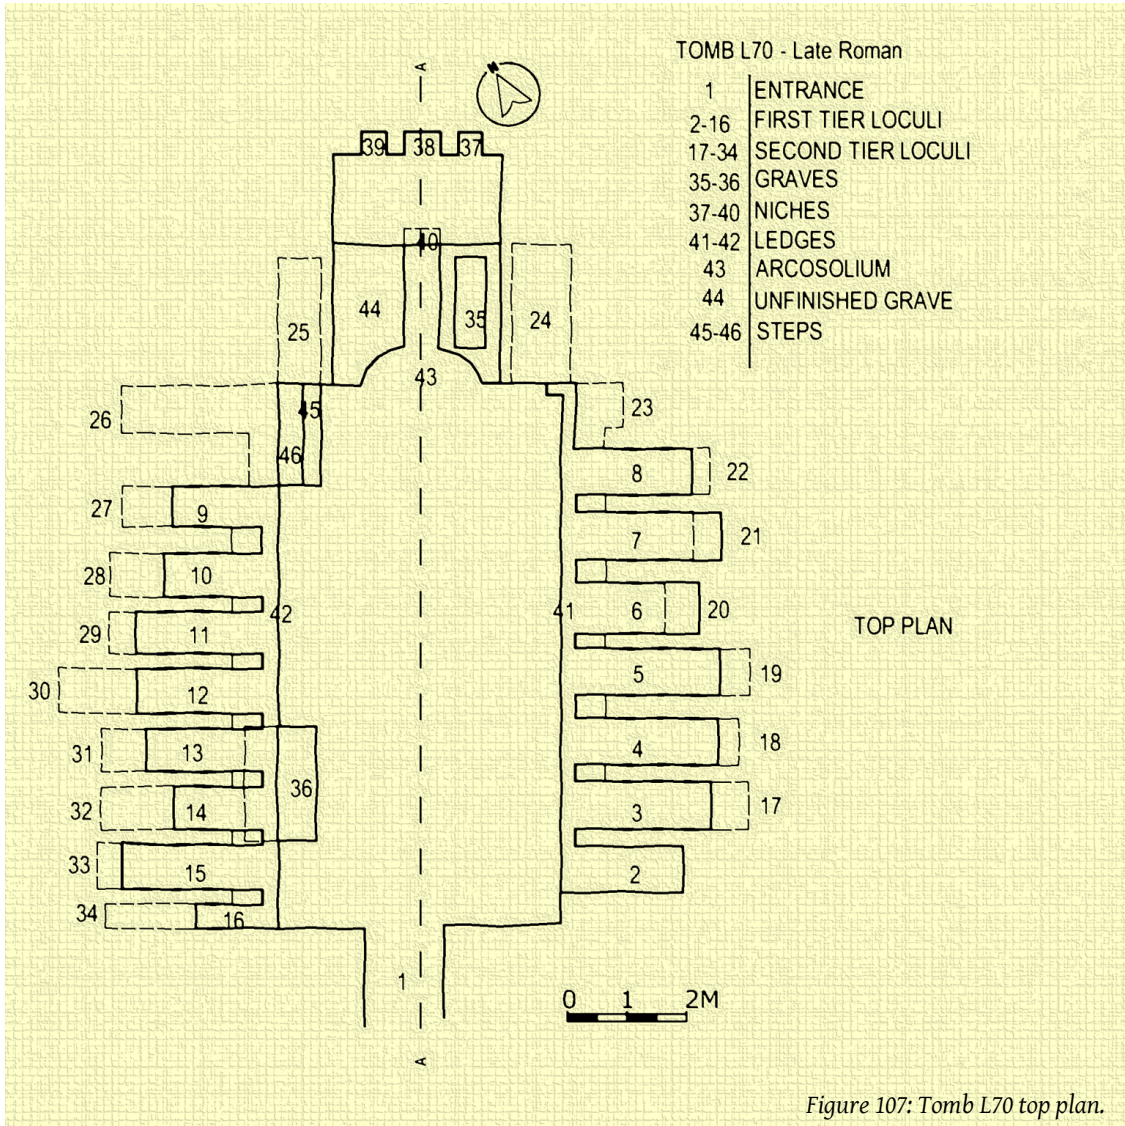 TOMB L70 - Late Roman
1 ENTRANCE
2-16 FIRST TIER LOCULI
17-34 SECOND TIER LOCULI
35-36 GRAVES
37-40 NICHES
41-42 LEDGES
43 ARCOSOLIUM
44 UNFINISHED GRAVE
45-46 STEPS
A
N
39 38 37
40
44 35 24
25
43
26 45 23
46 8 22
27 9
7 21
28 10
42 41 6 20
29 11
TOP PLAN
30 12 5 19
31 13 4 18
36
32 14 3 17
33 15 2
34 16
1
0 1 2M
A
Figure 107: Tomb L70 top plan.